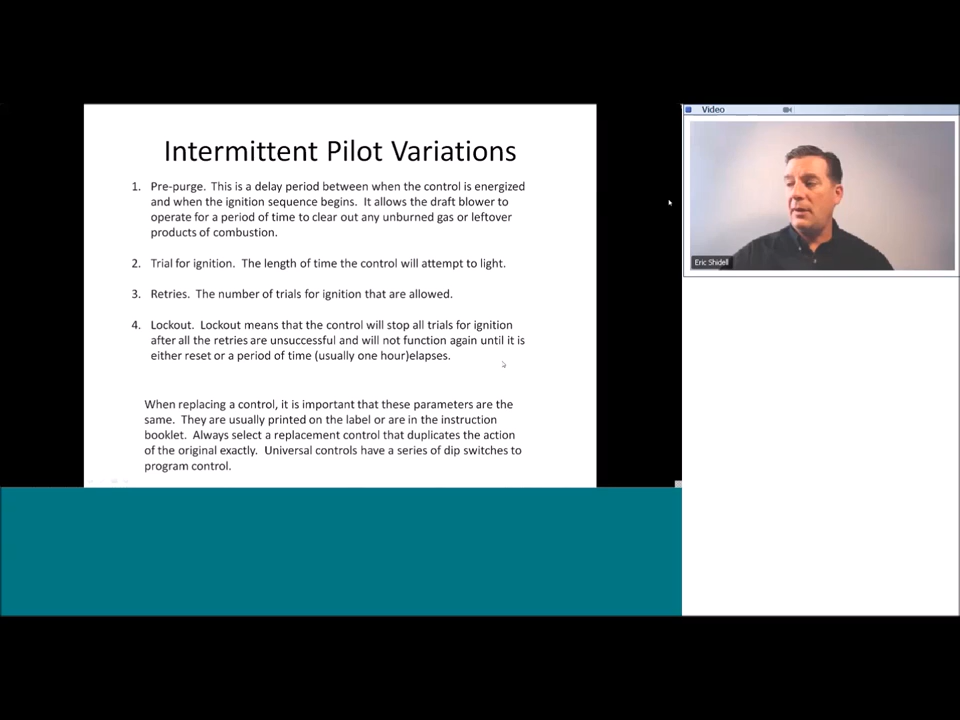 Intermittent Pilot Variations
1. Pre-purge. This is a delay period between when the control is energized
and when the ignition sequence begins. It allows the draft blower to
operate for a period of time to clear out any unburned gas or leftover
products of combustion.
2. Trial for ignition. The length of time the control will attempt to light.
3. Retries. The number of trials for ignition that are allowed.
4. Lockout. Lockout means that the control will stop all trials for ignition
after all the retries are unsuccessful and will not function again until it is
either reset or a period of time (usually one hour)elapses.
When replacing a control, it is important that these parameters are the
same. They are usually printed on the label or are in the instruction
booklet. Always select a replacement control that duplicates the action
of the original exactly. Universal controls have a series of dip switches to
program control.
Video
Eric Shidell